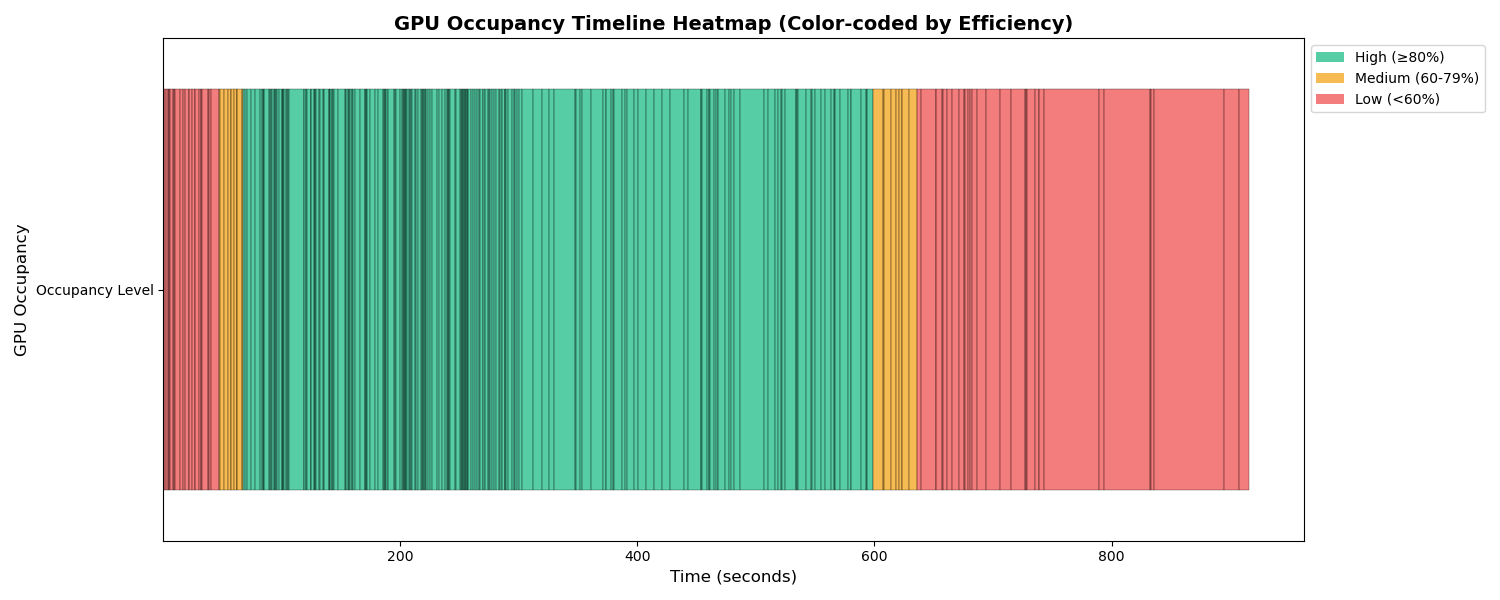 GPU Occupancy Timeline Heatmap (Color-coded by Efficiency)
High (≥80%)
Medium (60-79%)
Low (<60%)
GPU Occupancy
Occupancy Level
200
400
600
800
Time (seconds)